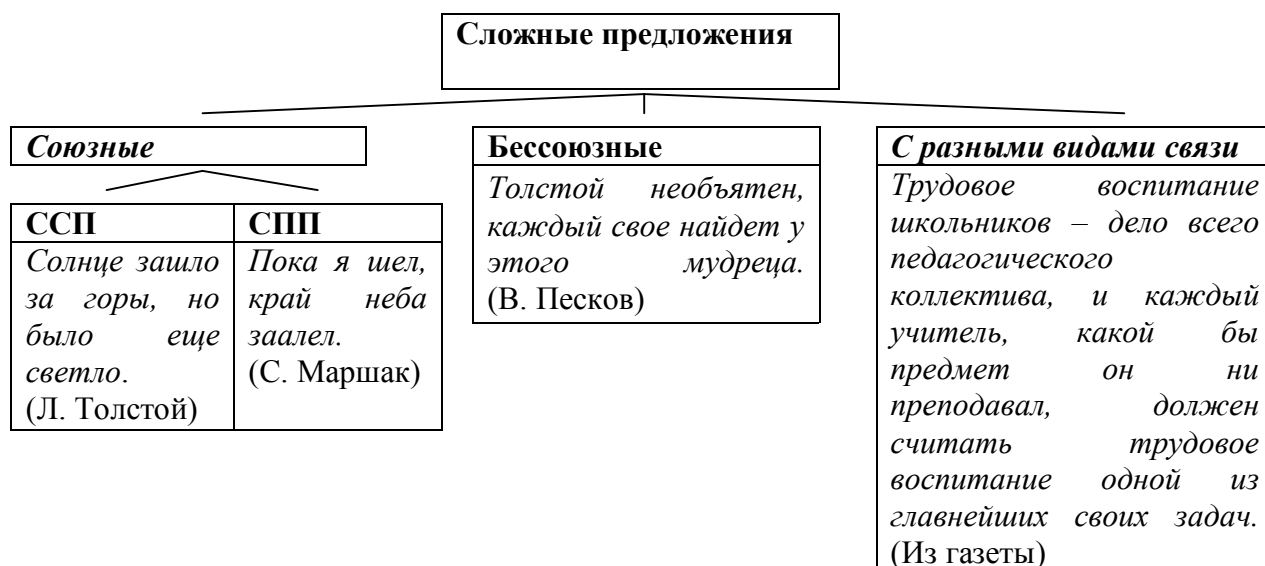 Сложные предложения
Союзные
ССП
Солнце зашло
за горы, но
было еще
светло.
(Л. Толстой)
СПП
Пока я шел,
край неба
заалел.
(С. Маршак)
Бессоюзные
Толстой необъятен,
каждый свое найдет у
этого мудреца.
(В. Песков)
С разными видами связи
Трудовое воспитание
школьников – дело всего
педагогического
коллектива, и каждый
учитель, какой бы
предмет он ни
преподавал, должен
считать трудовое
воспитание одной из
главнейших своих задач.
(Из газеты)